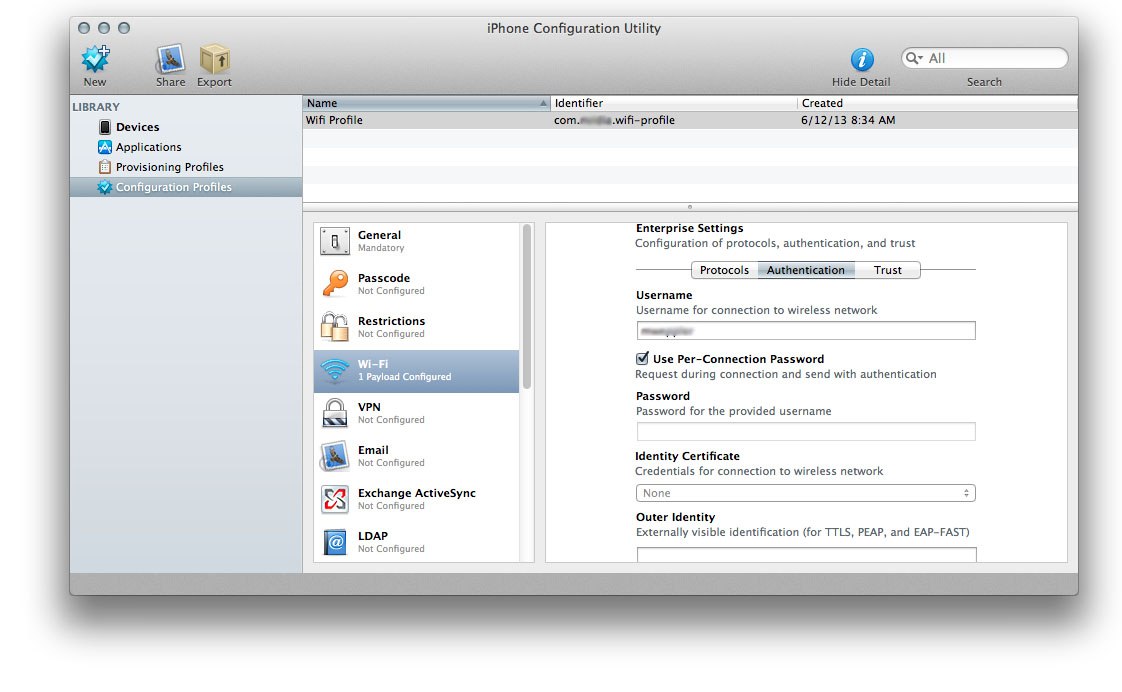 iPhone Configuration Utility
New
Share
Export
Hide Detail
All
Search
LIBRARY
Devices
Applications
Provisioning Profiles
Configuration Profiles
Name Identifier Created
Wifi Profile com. .wifi-profile 6/12/13 8:34 AM
General
Mandatory
Passcode
Not Configured
Restrictions
Not Configured
Wi-Fi
1 Payload Configured
VPN
Not Configured
Email
Not Configured
Exchange ActiveSync
Not Configured
LDAP
Not Configured
Enterprise Settings
Configuration of protocols, authentication, and trust
Protocols Authentication Trust
Username
Username for connection to wireless network
Use Per-Connection Password
Request during connection and send with authentication
Password
Password for the provided username
Identity Certificate
Credentials for connection to wireless network
None
Outer Identity
Externally visible identification (for TTLS, PEAP, and EAP-FAST)